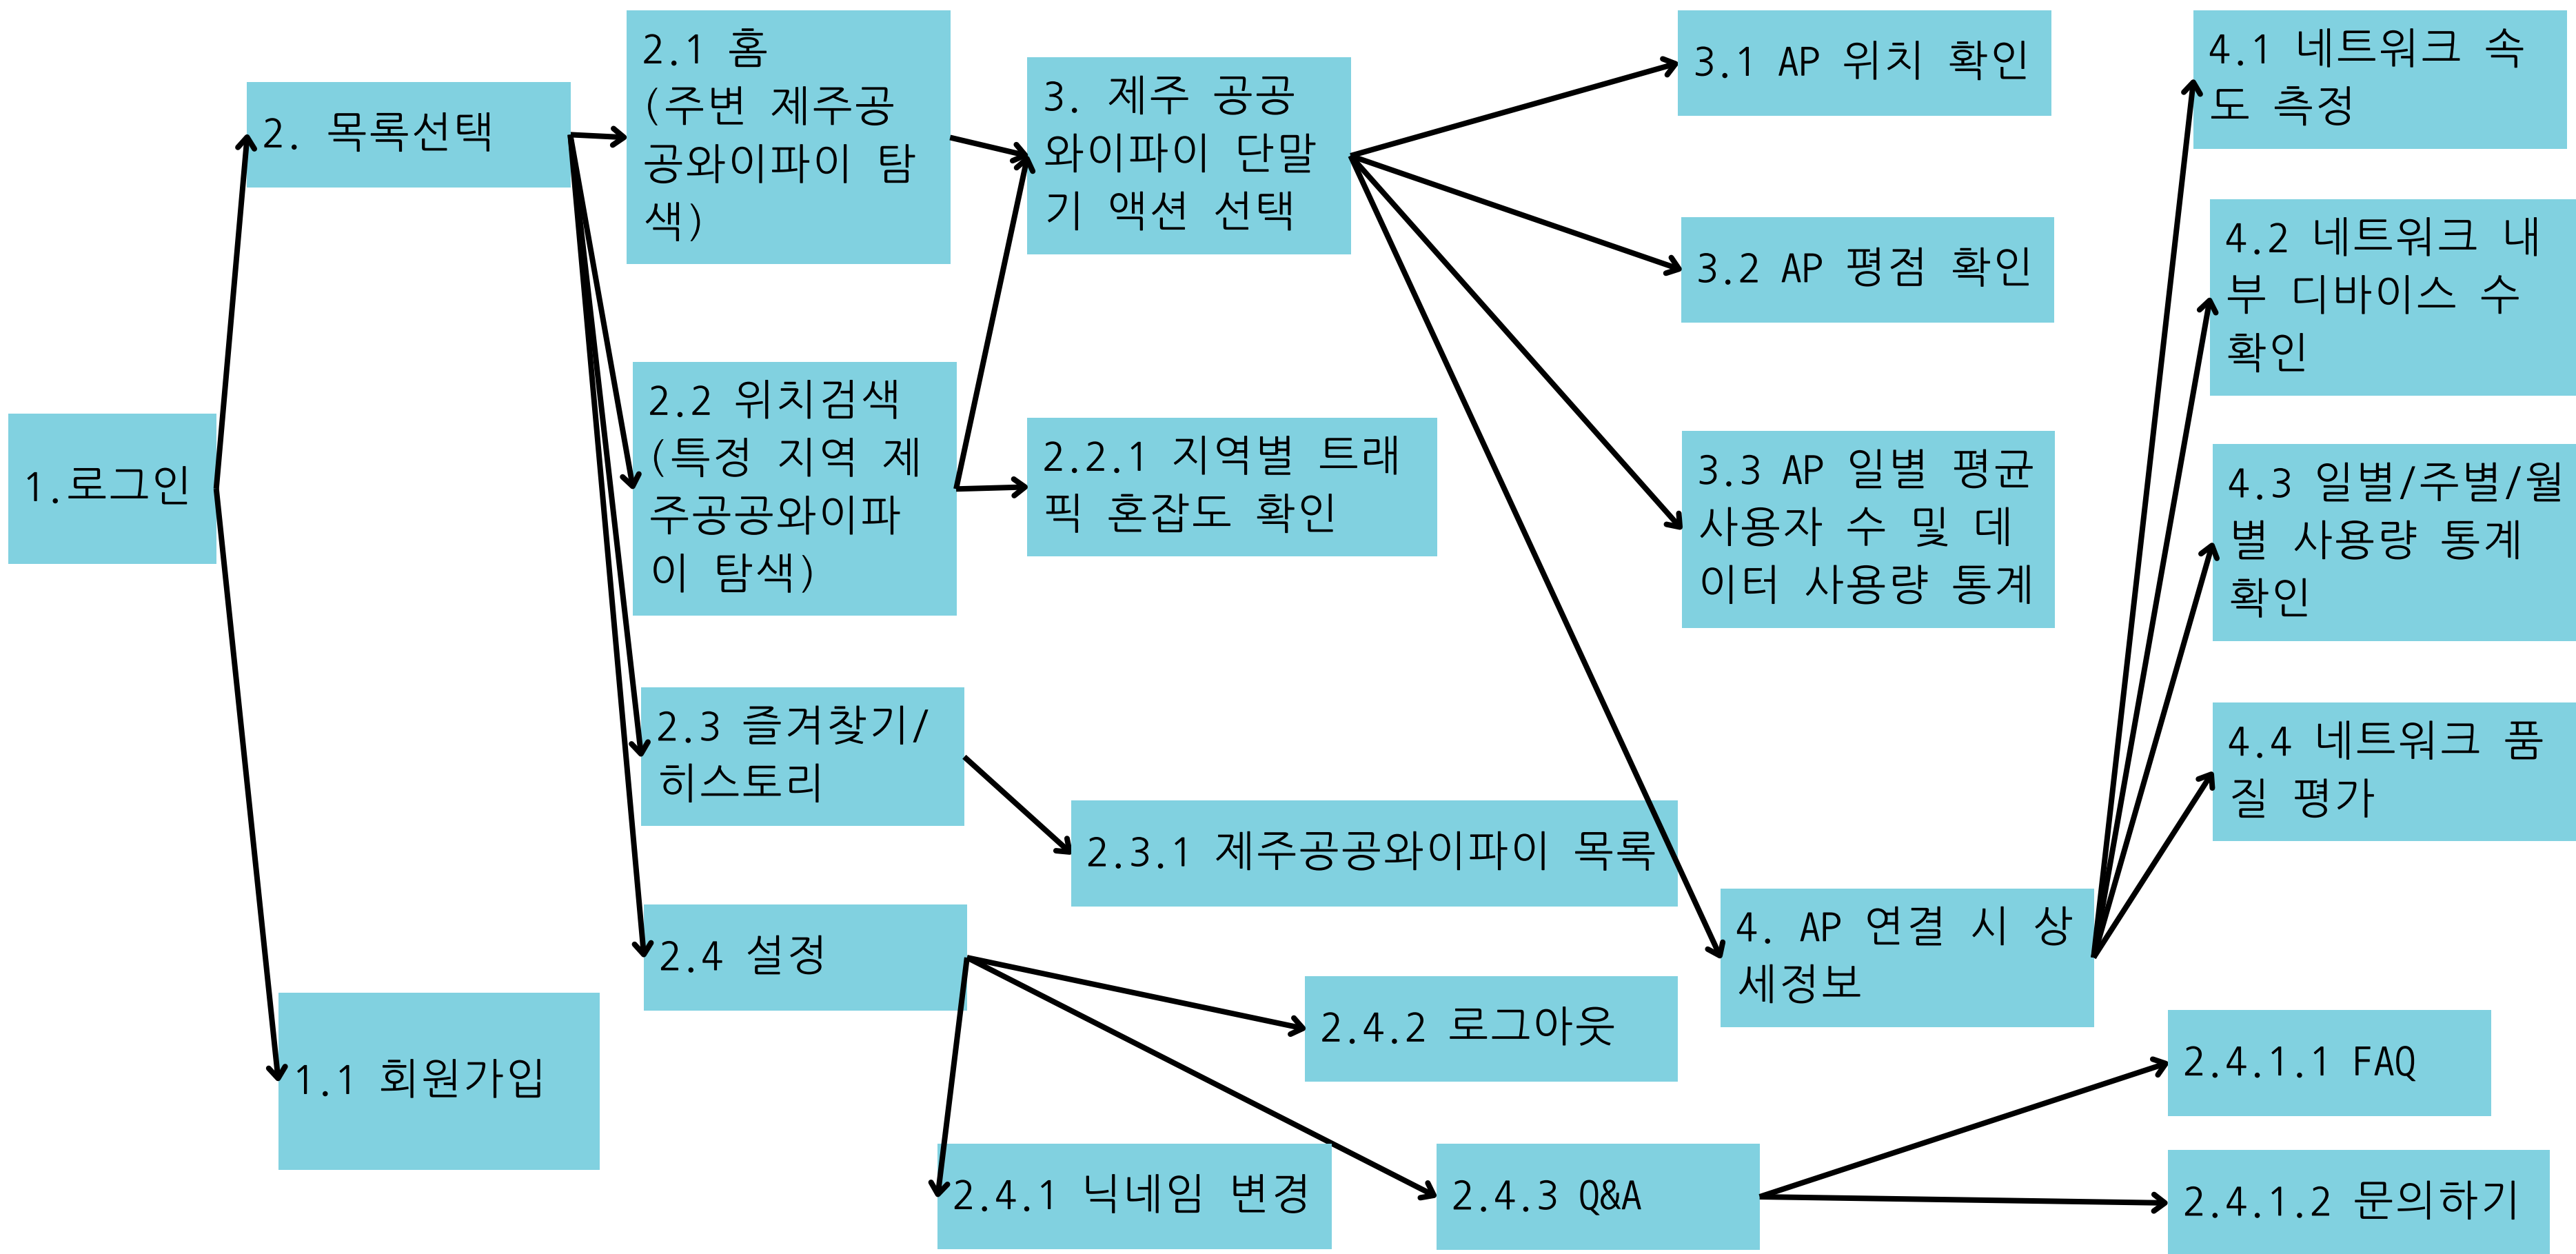 1.로그인
2. 목록선택
1.1 회원가입
2.1 홈
(주변 제주공
공와이파이 탐
색)
2.2 위치검색
(특정 지역 제
주공공와이파
이 탐색)
2.3 즐겨찾기/
히스토리
2.4 설정
3. 제주 공공
와이파이 단말
기 액션 선택
2.2.1 지역별 트래
픽 혼잡도 확인
2.3.1 제주공공와이파이 목록
2.4.2 로그아웃
2.4.1 닉네임 변경
2.4.3 Q&A
3.1 AP 위치 확인
3.2 AP 평점 확인
3.3 AP 일별 평균
사용자 수 및 데
이터 사용량 통계
4. AP 연결 시 상
세정보
4.1 네트워크 속
도 측정
4.2 네트워크 내
부 디바이스 수
확인
4.3 일별/주별/월
별 사용량 통계
확인
4.4 네트워크 품
질 평가
2.4.1.1 FAQ
2.4.1.2 문의하기